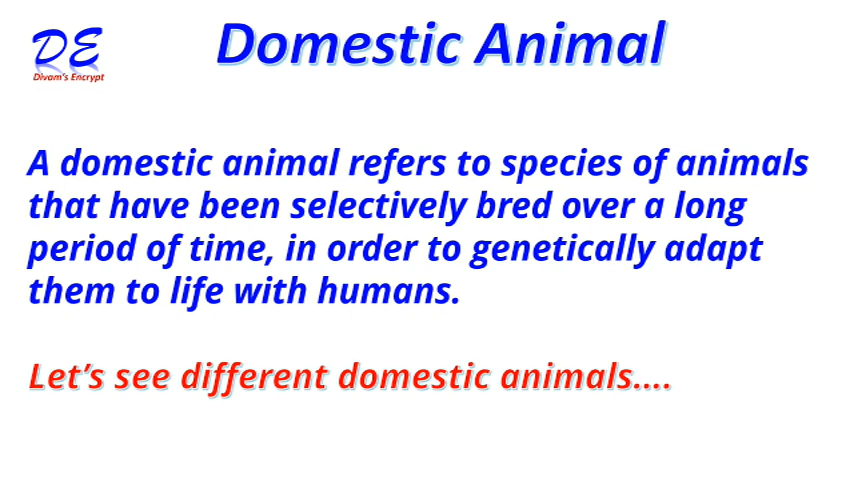 DE
Divam's Encrypt
Domestic Animal
A domestic animal refers to species of animals
that have been selectively bred over a long
period of time, in order to genetically adapt
them to life with humans.
Let’s see different domestic animals....